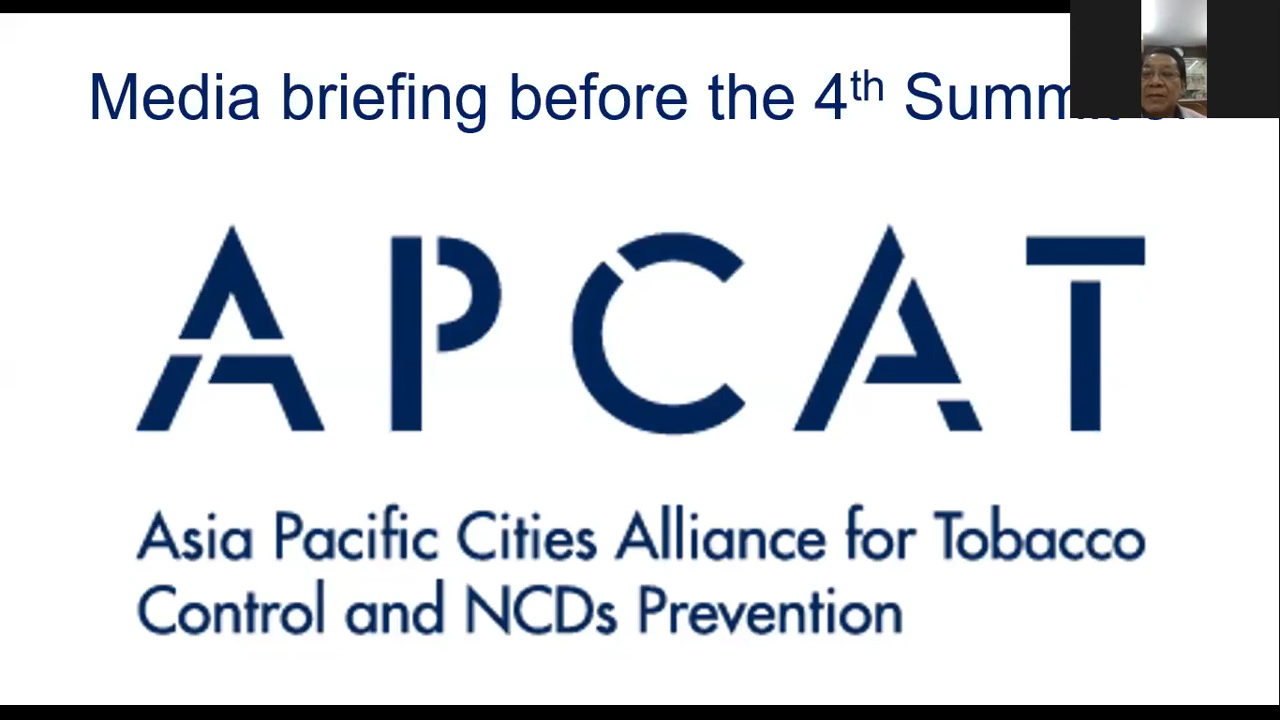 Media briefing before the 4th
APCAT
Asia Pacific Cities Alliance for Tobacco
Control and NCDs Prevention